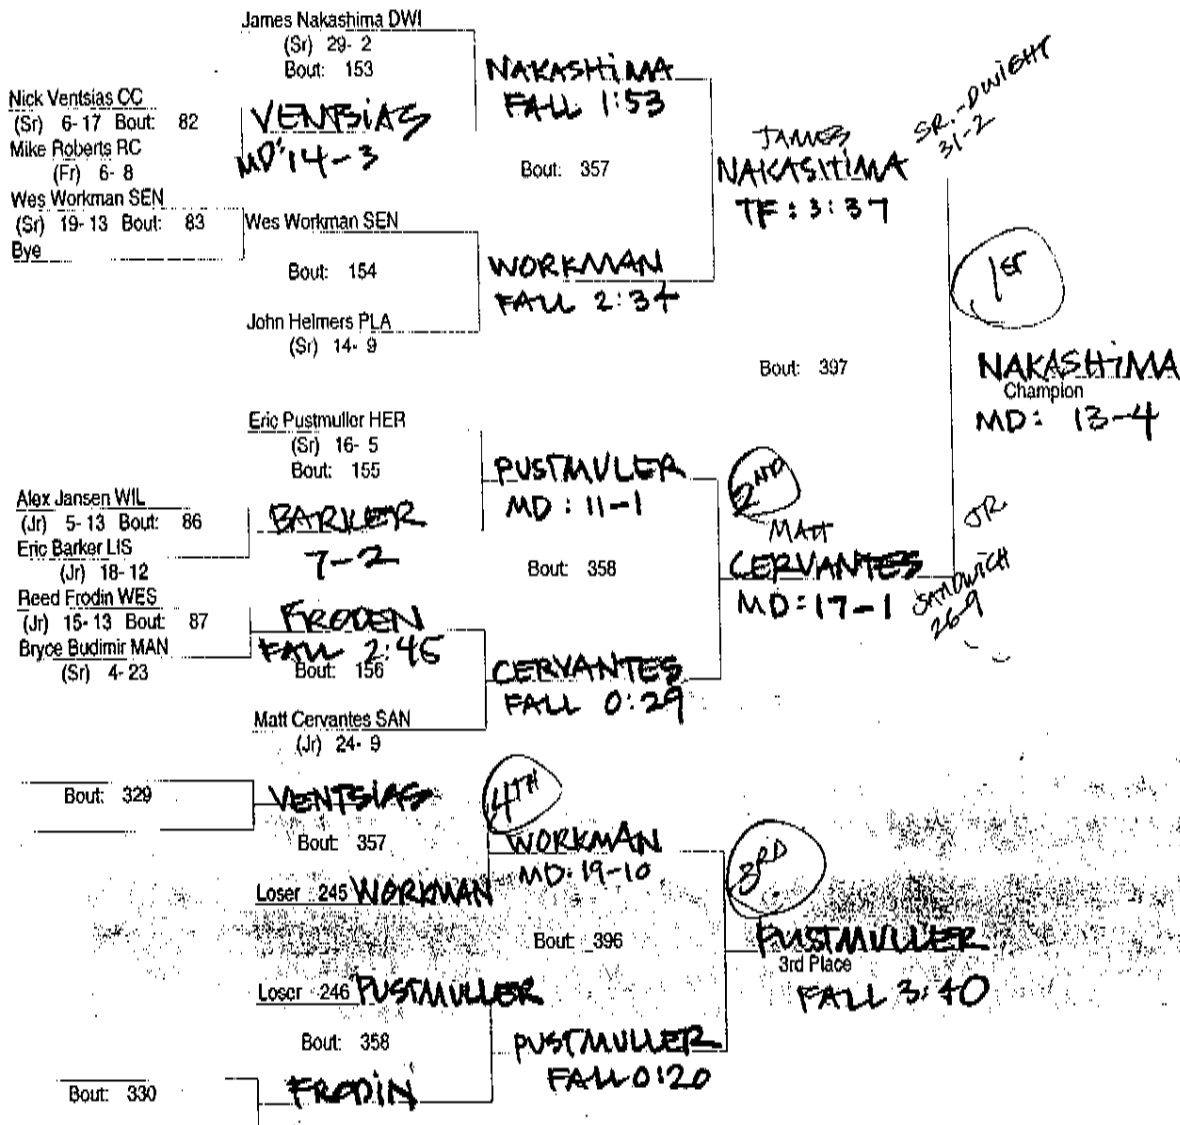 James Nakashima DWI
(Sr) 29- 2
Bout: 153
NAKASHIMA
FALL 1:53
SR.-DWIGHT
31-2
Nick Ventsias CC
(Sr) 6-17 Bout: 82
VENTSIAS
MD: 14-3
Mike Roberts RC
(Fr) 6- 8
Bout: 357
JAMES
NAKASHIMA
TF: 3:37
Wes Workman SEN
(Sr) 19-13 Bout: 83
Bye
Wes Workman SEN
Bout: 154
WORKMAN
FALL 2:34
John Helmers PLA
(Sr) 14- 9
1ST
Bout: 397
NAKASHIMA
Champion
MD: 13-4
Eric Pustmuller HER
(Sr) 16- 5
Bout: 155
PUSTMULER
MD: 11-1
2ND
Alex Jansen WIL
(Jr) 5-13 Bout: 86
BARKER
7-2
Eric Barker LIS
(Jr) 18-12
Bout: 358
MATT
CERVANTES
MD: 17-1
JR.
SANDWICH
26-9
Reed Frodin WES
(Jr) 15-13 Bout: 87
FRODEN
FALL 2:45
Bryce Budimir MAN
(Sr) 4-23
Bout: 156
CERVANTES
FALL 0:29
Matt Cervantes SAN
(Jr) 24- 9
Bout: 329
VENTSIAS
4TH
Bout: 357
WORKMAN
MD: 19-10
Loser 245 WORKMAN
3RD
Bout: 396
PUSTMULLER
3rd Place
FALL 3:40
Loser 246 PUSTMULLER
Bout: 358
PUSTMULLER
FALL 0:20
Bout: 330
FRODIN